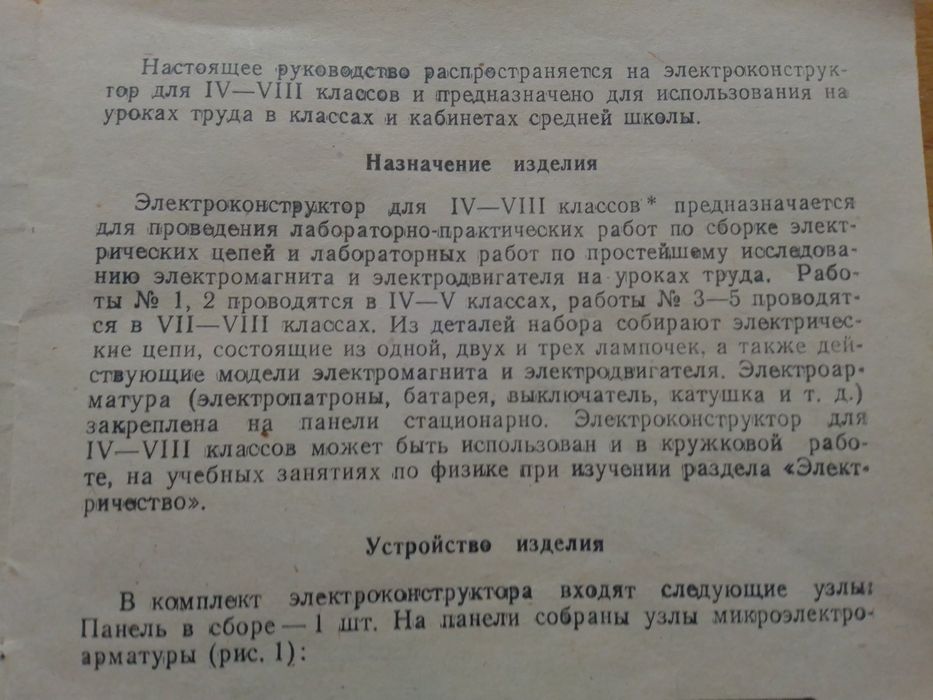 Настоящее руководство распространяется на электроконструк-
тор для IV—VIII классов и предназначено для использования на
уроках труда в классах и кабинетах средней школы.
Назначение изделия
Электроконструктор для IV—VIII классов* предназначается
для проведения лабораторно-практических работ по сборке элект-
рических цепей и лабораторных работ по простейшему исследова-
нию электромагнита и электродвигателя на уроках труда. Рабо-
ты № 1, 2 проводятся в IV—V классах, работы № 3—5 проводят-
ся в VII—VIII классах. Из деталей набора собирают электричес-
кие цепи, состоящие из одной, двух и трех лампочек, а также дей-
ствующие модели электромагнита и электродвигателя. Электроар-
матура (электропатроны, батарея, выключатель, катушка и т. д.)
закреплена на панели стационарно. Электроконструктор для
IV—VIII классов может быть использован и в кружковой рабо-
те, на учебных занятиях по физике при изучении раздела «Элект-
ричество».
Устройство изделия
В комплект электроконструктора входят следующие узлы:
Панель в сборе — 1 шт. На панели собраны узлы микроэлектро-
арматуры (рис. 1):